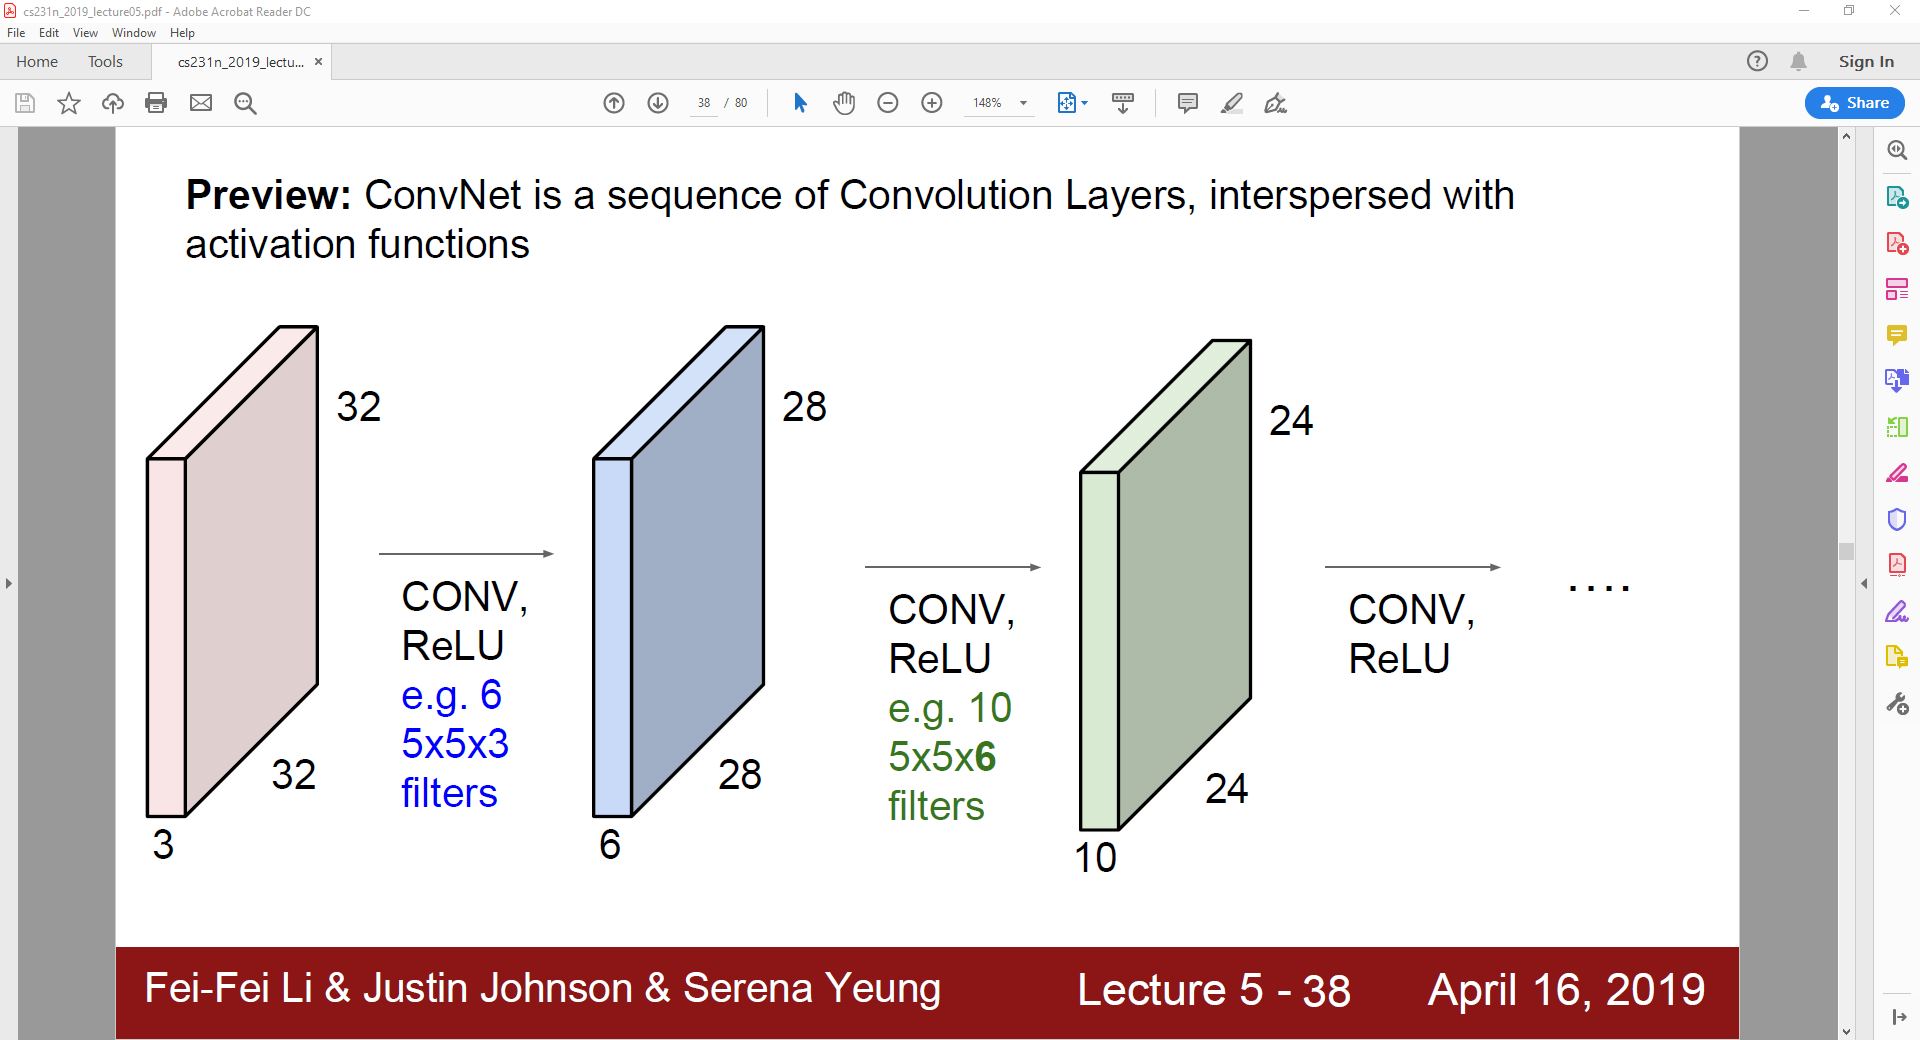 cs231n_2019_lecture05.pdf - Adobe Acrobat Reader DC
File Edit View Window Help
Home Tools cs231n_2019_lectu... × Sign In
38 / 80 148% Share
Preview: ConvNet is a sequence of Convolution Layers, interspersed with
activation functions
32
32
3
CONV,
ReLU
e.g. 6
5x5x3
filters
28
28
6
CONV,
ReLU
e.g. 10
5x5x6
filters
24
24
10
CONV,
ReLU
....
Fei-Fei Li & Justin Johnson & Serena Yeung Lecture 5 - 38 April 16, 2019